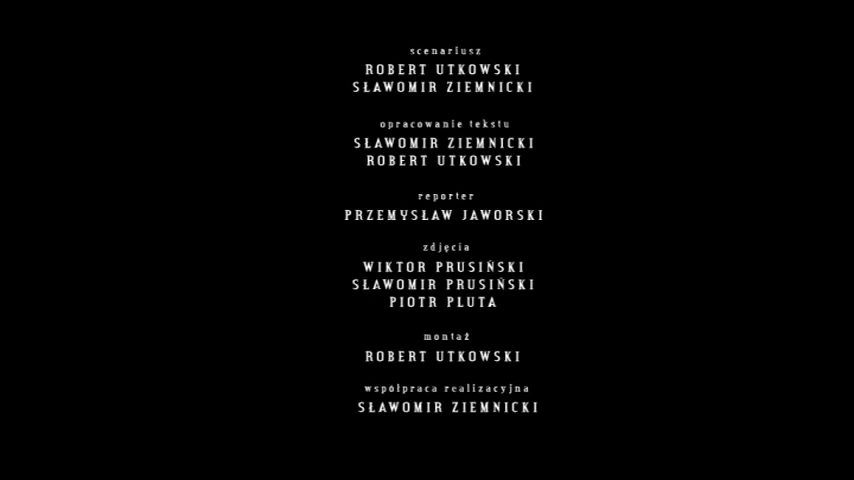 scenariusz
ROBERT UTKOWSKI
SŁAWOMIR ZIEMNICKI
opracowanie tekstu
SŁAWOMIR ZIEMNICKI
ROBERT UTKOWSKI
reporter
PRZEMYSŁAW JAWORSKI
zdjęcia
WIKTOR PRUSIŃSKI
SŁAWOMIR PRUSIŃSKI
PIOTR PLUTA
montaż
ROBERT UTKOWSKI
współpraca realizacyjna
SŁAWOMIR ZIEMNICKI